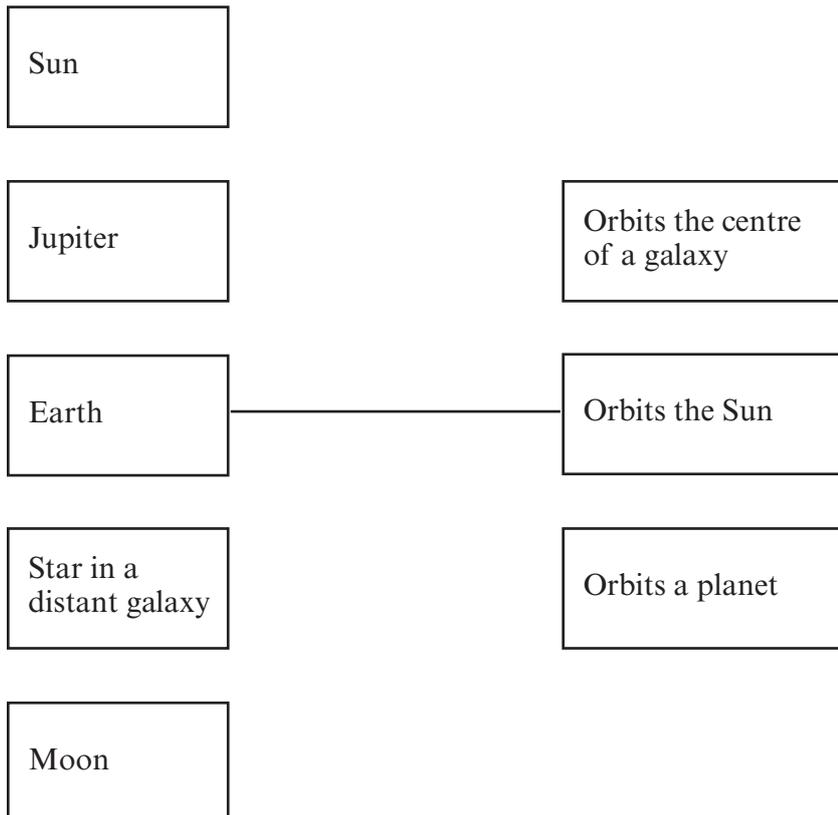 Sun
Jupiter
Orbits the centre
of a galaxy
Earth
Orbits the Sun
Star in a
distant galaxy
Orbits a planet
Moon